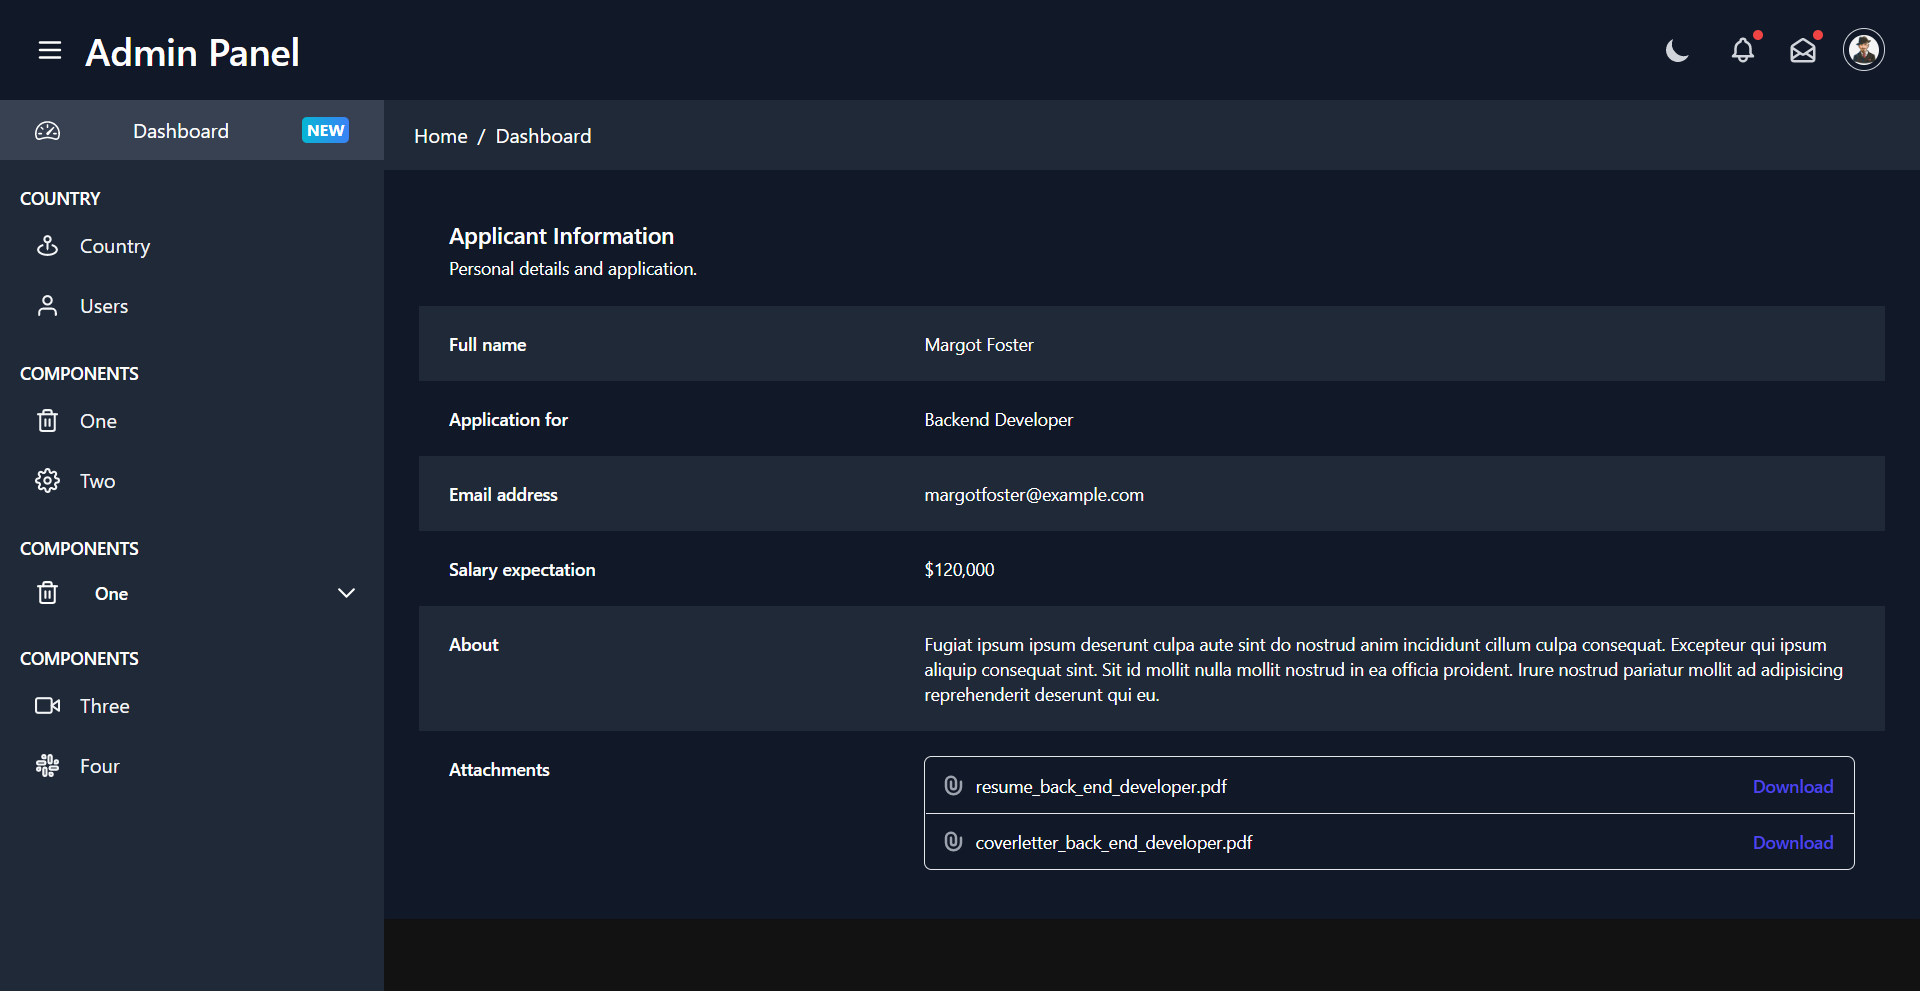 Admin Panel
Dashboard NEW
COUNTRY
Country
Users
COMPONENTS
One
Two
COMPONENTS
One
COMPONENTS
Three
Four
Home / Dashboard
Applicant Information
Personal details and application.
Full name Margot Foster
Application for Backend Developer
Email address margotfoster@example.com
Salary expectation $120,000
About Fugiat ipsum ipsum deserunt culpa aute sint do nostrud anim incididunt cillum culpa consequat. Excepteur qui ipsum
aliquip consequat sint. Sit id mollit nulla mollit nostrud in ea officia proident. Irure nostrud pariatur mollit ad adipisicing
reprehenderit deserunt qui eu.
Attachments
resume_back_end_developer.pdf Download
coverletter_back_end_developer.pdf Download